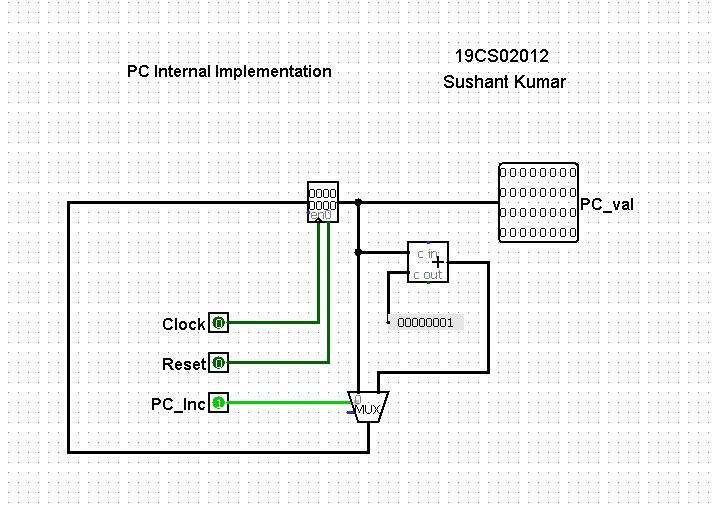 19CS02012
PC Internal Implementation
Sushant Kumar
0000
0000
en0
00000000
00000000
00000000
00000000
PC_val
c in
+
c out
00000001
Clock
0
Reset
0
PC_Inc
1
0
MUX